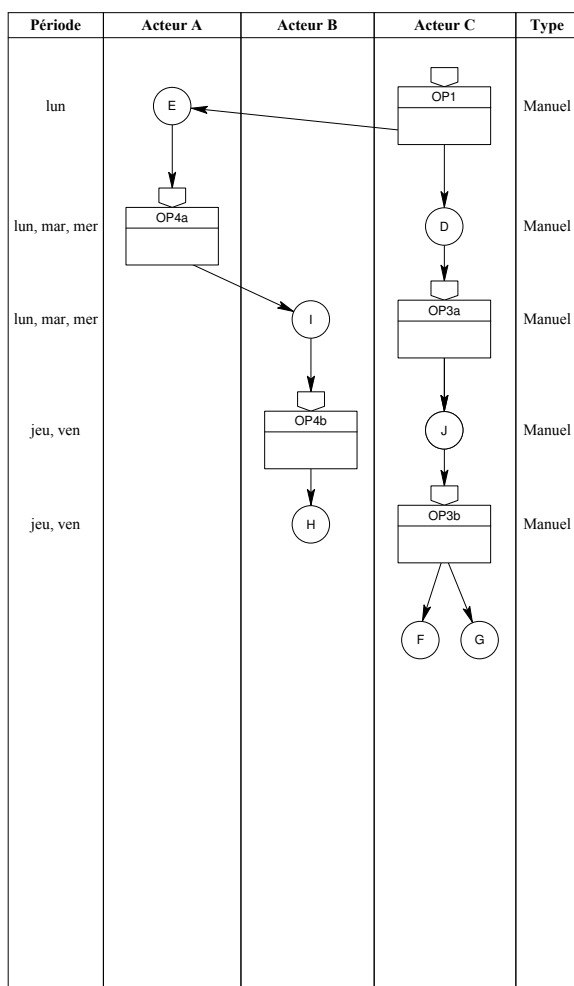 Période Acteur A Acteur B Acteur C Type
OP1
lun E Manuel
OP4a
lun, mar, mer D Manuel
OP3a
lun, mar, mer I Manuel
OP4b
jeu, ven J Manuel
OP3b
jeu, ven H Manuel
F G